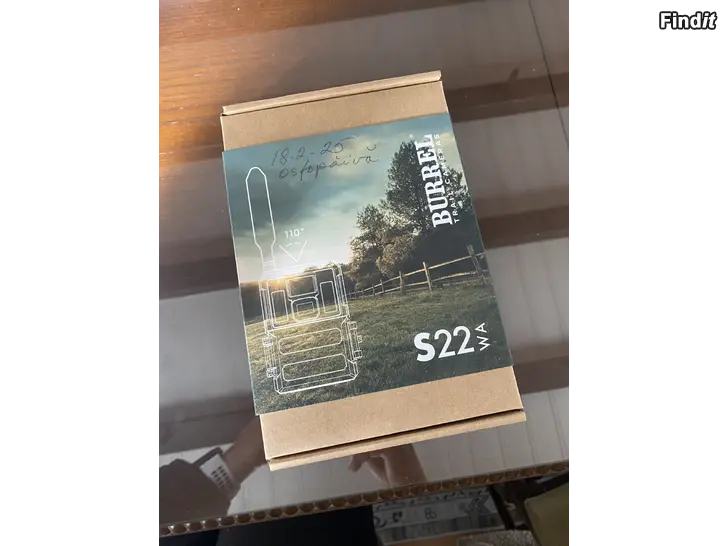 Findit
18.2-25
ostopäivä
BURREL
TRAIL CAMERAS
110°
S22
WA